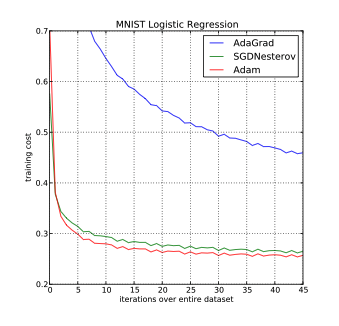 MNIST Logistic Regression
AdaGrad
SGDNesterov
Adam
training cost
0.7
0.6
0.5
0.4
0.3
0.2
0 5 10 15 20 25 30 35 40 45
iterations over entire dataset